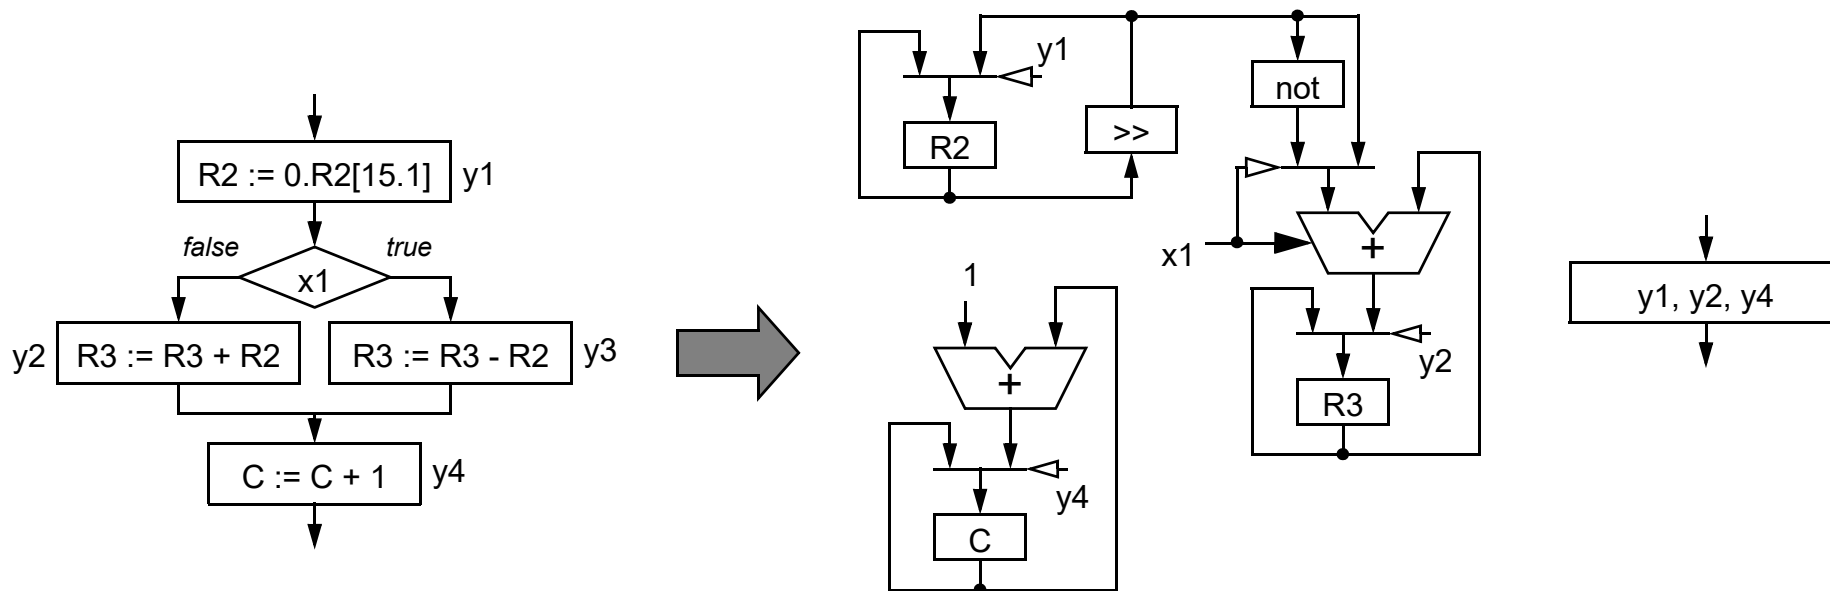 R2 := 0.R2[15.1] y1
false true
x1
y2 R3 := R3 + R2 R3 := R3 - R2 y3
C := C + 1 y4
y1
R2
>>
not
x1
+
y2
R3
1
+
y4
C
y1, y2, y4